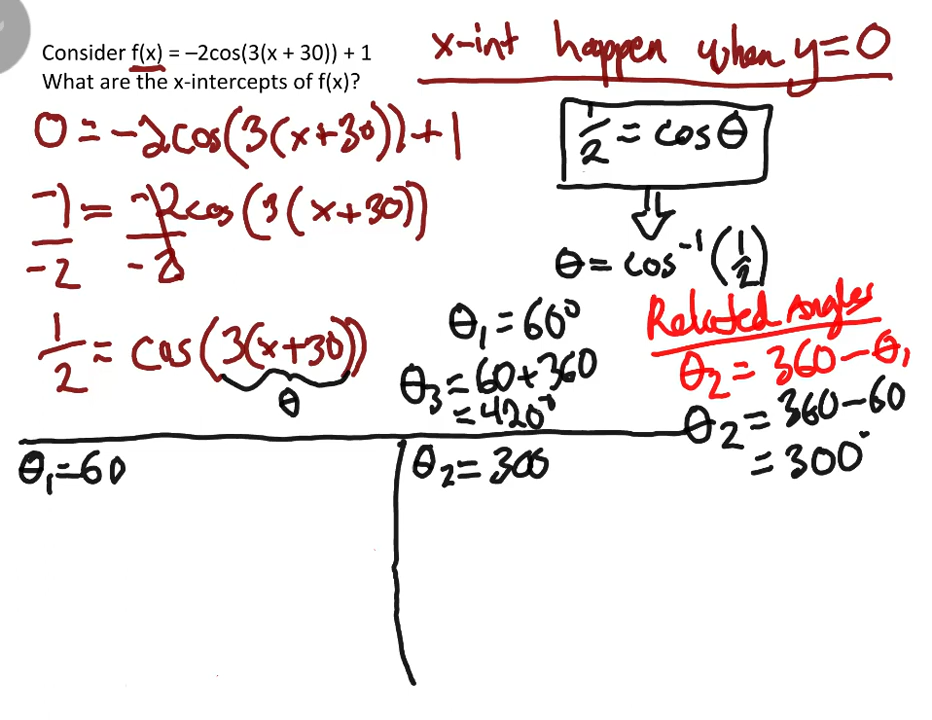 Consider f(x) = –2cos(3(x + 30)) + 1
What are the x-intercepts of f(x)?
x-int happen when y=0
0 = -2cos(3(x+30)) + 1
-1 = -2cos(3(x+30))
-2 -2
1/2 = cos(3(x+30))
θ
1/2 = cosθ
θ = cos⁻¹(1/2)
θ₁ = 60°
θ₃ = 60+360
= 420°
Related Angles
θ₂ = 360-θ₁
θ₂ = 360-60
= 300°
θ₁=60
θ₂= 300